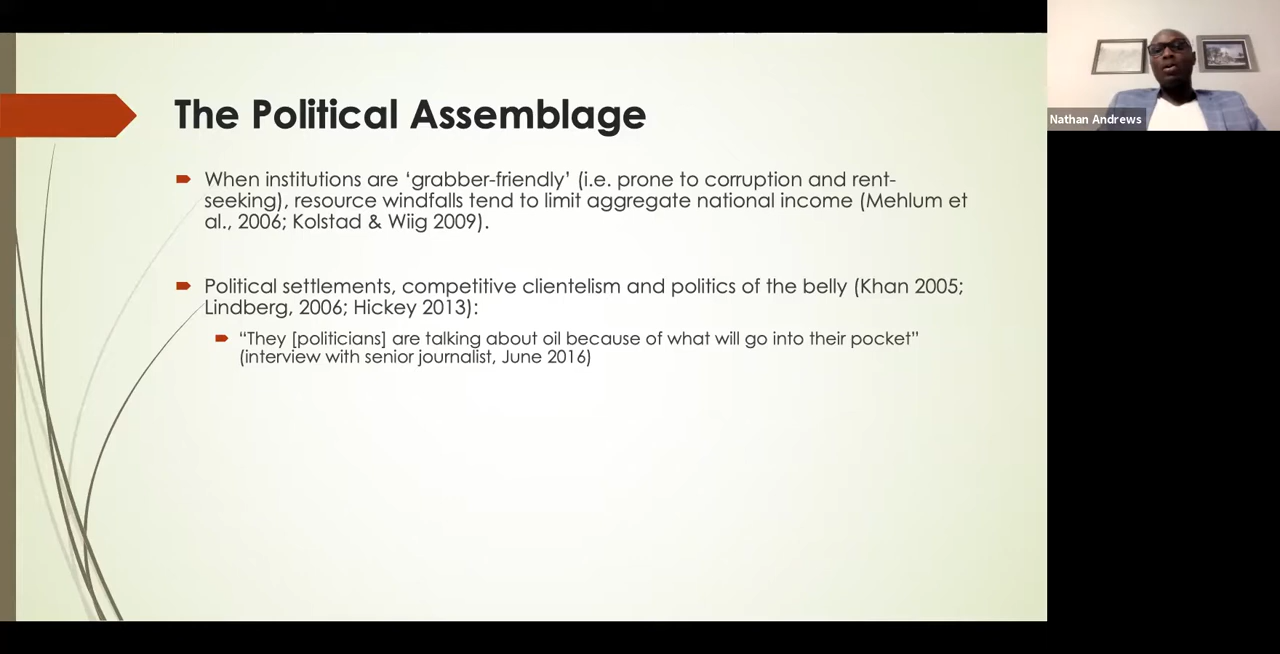 The Political Assemblage
When institutions are ‘grabber-friendly’ (i.e. prone to corruption and rent-
seeking), resource windfalls tend to limit aggregate national income (Mehlum et
al., 2006; Kolstad & Wiig 2009).
Political settlements, competitive clientelism and politics of the belly (Khan 2005;
Lindberg, 2006; Hickey 2013):
“They [politicians] are talking about oil because of what will go into their pocket”
(interview with senior journalist, June 2016)
Nathan Andrews